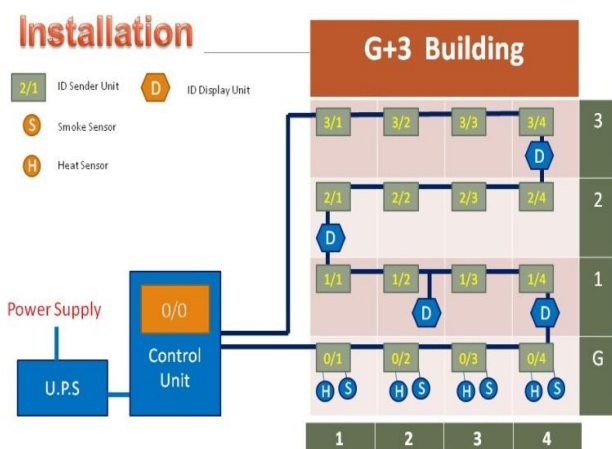 Installation
G+3 Building
2/1 ID Sender Unit D ID Display Unit
S Smoke Sensor
H Heat Sensor
3/1 3/2 3/3 3/4 3
D
2/1 2/2 2/3 2/4 2
D
1/1 1/2 1/3 1/4 1
D D
0/1 0/2 0/3 0/4 G
H S H S H S H S
1 2 3 4
Power Supply
0/0
Control
Unit
U.P.S